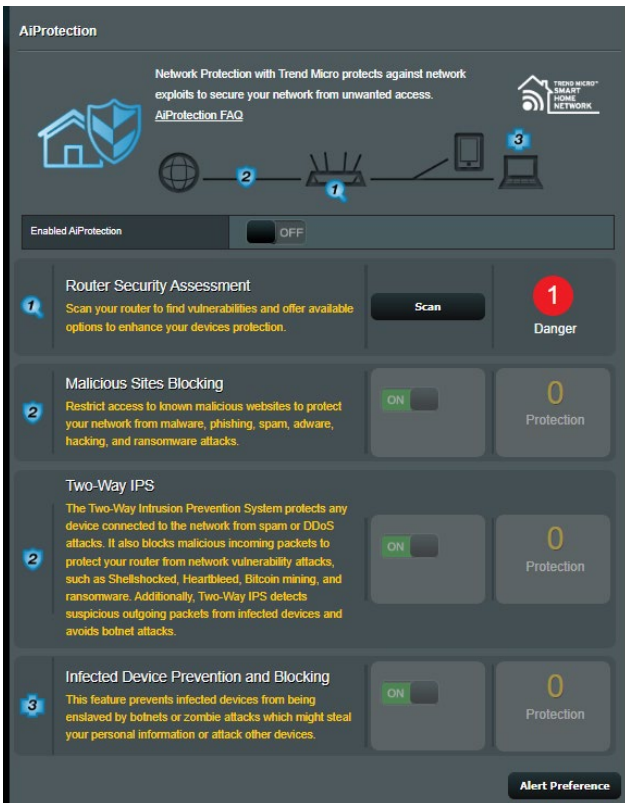 AiProtection
Network Protection with Trend Micro protects against network
exploits to secure your network from unwanted access.
AiProtection FAQ
TREND MICRO™
SMART
HOME
NETWORK
3
2
1
Enabled AiProtection
OFF
1
Router Security Assessment
Scan your router to find vulnerabilities and offer available
options to enhance your devices protection.
Scan
1
Danger
2
Malicious Sites Blocking
Restrict access to known malicious websites to protect
your network from malware, phishing, spam, adware,
hacking, and ransomware attacks.
ON
0
Protection
2
Two-Way IPS
The Two-Way Intrusion Prevention System protects any
device connected to the network from spam or DDoS
attacks. It also blocks malicious incoming packets to
protect your router from network vulnerability attacks,
such as Shellshocked, Heartbleed, Bitcoin mining, and
ransomware. Additionally, Two-Way IPS detects
suspicious outgoing packets from infected devices and
avoids botnet attacks.
ON
0
Protection
3
Infected Device Prevention and Blocking
This feature prevents infected devices from being
enslaved by botnets or zombie attacks which might steal
your personal information or attack other devices.
ON
0
Protection
Alert Preference